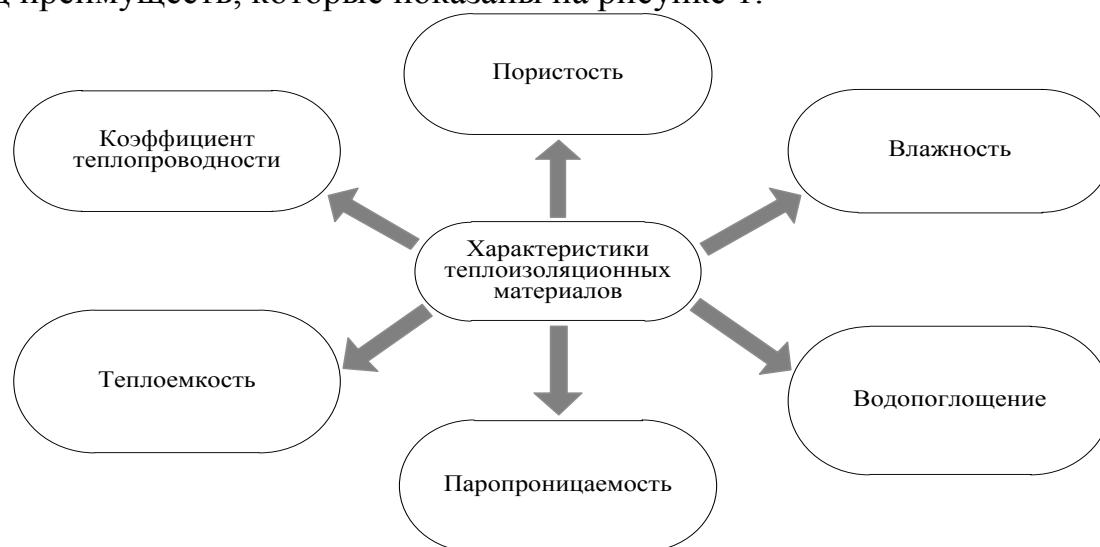 преимуществ, которые показаны на рисунке 1.
Пористость
Коэффициент
теплопроводности
Влажность
Характеристики
теплоизоляционных
материалов
Теплоемкость
Водопоглощение
Паропроницаемость